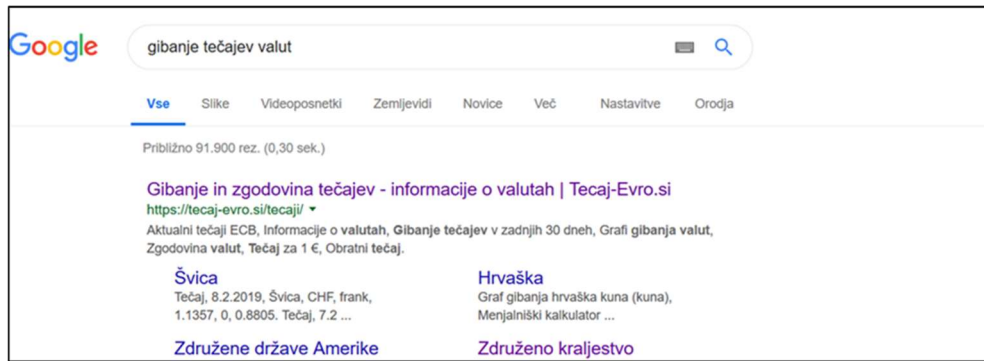 Google
gibanje tečajev valut
Vse Slike Videoposnetki Zemljevidi Novice Več Nastavitve Orodja
Približno 91.900 rez. (0,30 sek.)
Gibanje in zgodovina tečajev - informacije o valutah | Tecaj-Evro.si
https://tecaj-evro.si/tecaji/
Aktualni tečaji ECB, Informacije o valutah, Gibanje tečajev v zadnjih 30 dneh, Grafi gibanja valut,
Zgodovina valut, Tečaj za 1 €, Obratni tečaj.
Švica
Tečaj, 8.2.2019, Švica, CHF, frank,
1.1357, 0, 0.8805. Tečaj, 7.2 ...
Hrvaška
Graf gibanja hrvaška kuna (kuna),
Menjalniški kalkulator ...
Združene države Amerike
Združeno kraljestvo